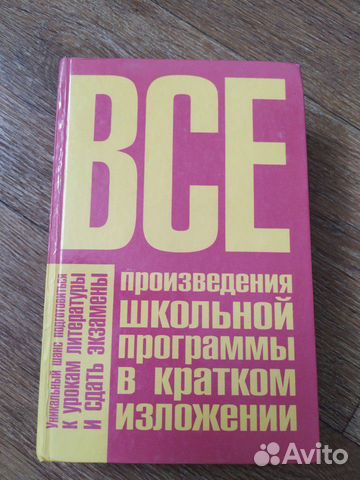 ВСЕ
произведения
школьной
программы
в кратком
изложении
Уникальный шанс подготовиться
к урокам литературы
и сдать экзамены
Avito